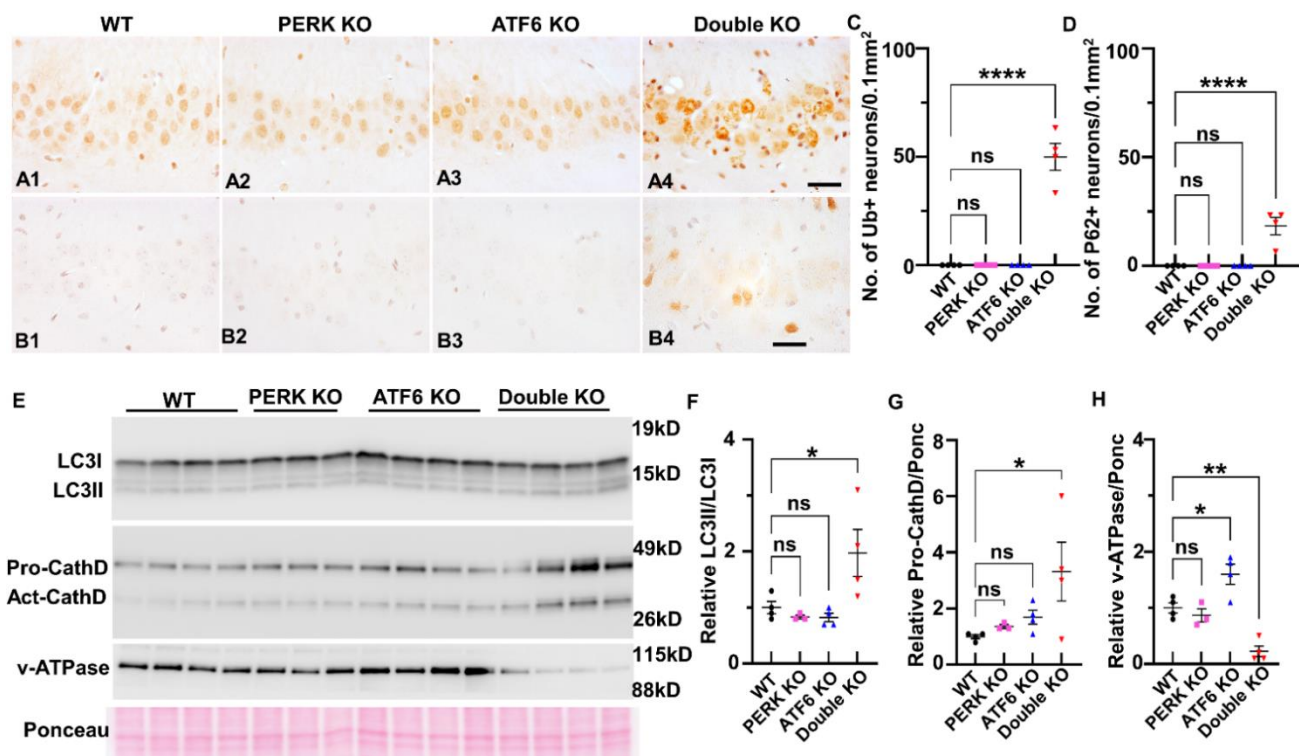 WT PERK KO ATF6 KO Double KO
A1 A2 A3 A4
B1 B2 B3 B4
C
No. of Ub+ neurons/0.1mm²
100
50
0
****
ns
ns
WT PERK KO ATF6 KO Double KO
D
No. of P62+ neurons/0.1mm²
100
50
0
****
ns
ns
WT PERK KO ATF6 KO Double KO
E
WT PERK KO ATF6 KO Double KO
19kD
LC3I
15kD
LC3II
49kD
Pro-CathD
Act-CathD
26kD
115kD
v-ATPase
88kD
Ponceau
F
Relative LC3II/LC3I
4
2
0
*
ns
ns
WT PERK KO ATF6 KO Double KO
G
Relative Pro-CathD/Ponc
8
6
4
2
0
*
ns
ns
WT PERK KO ATF6 KO Double KO
H
Relative v-ATPase/Ponc
4
2
0
**
*
ns
WT PERK KO ATF6 KO Double KO